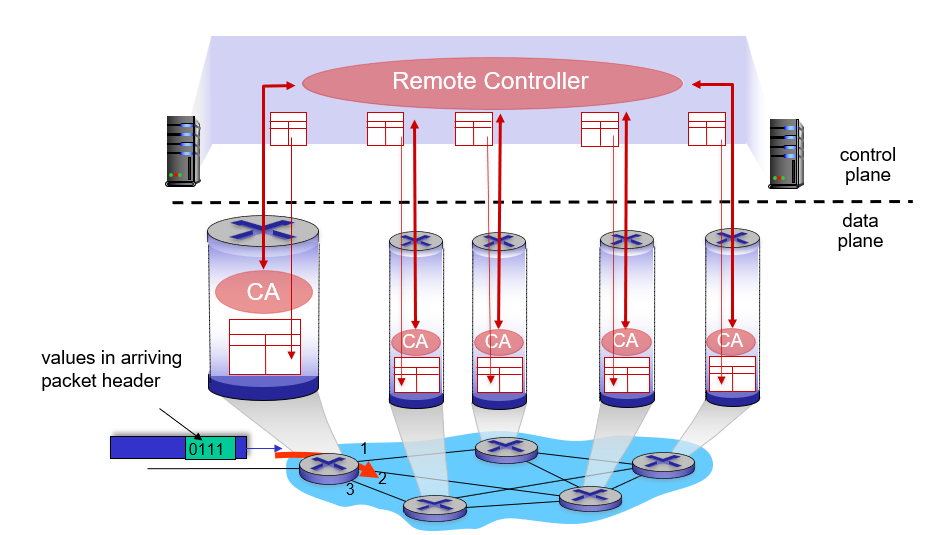 Remote Controller
control
plane
data
plane
CA
CA
CA
CA
CA
values in arriving
packet header
0111
1
2
3